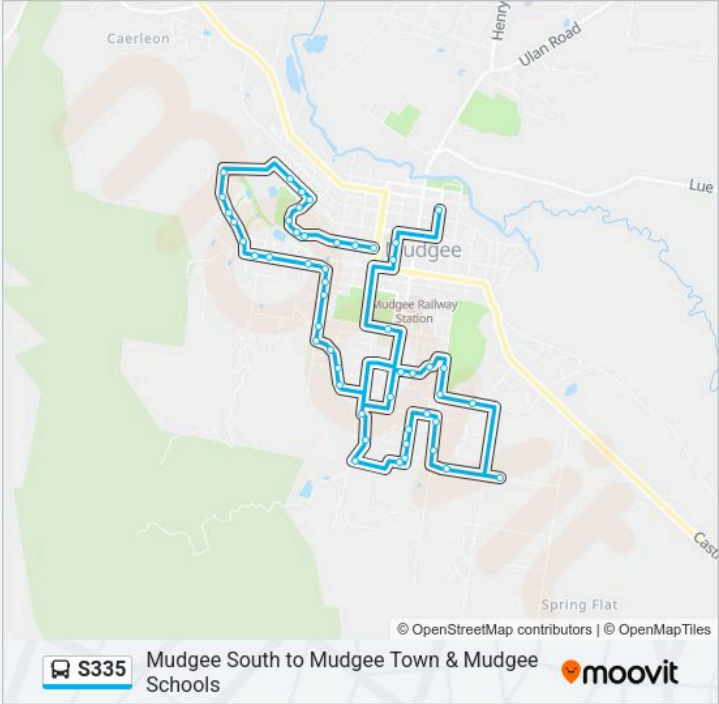 Caerleon
Henry
Ulan Road
Lue
Mudgee
Mudgee Railway
Station
moovit
Cast
Spring Flat
© OpenStreetMap contributors | © OpenMapTiles
S335
Mudgee South to Mudgee Town & Mudgee
Schools
moovit